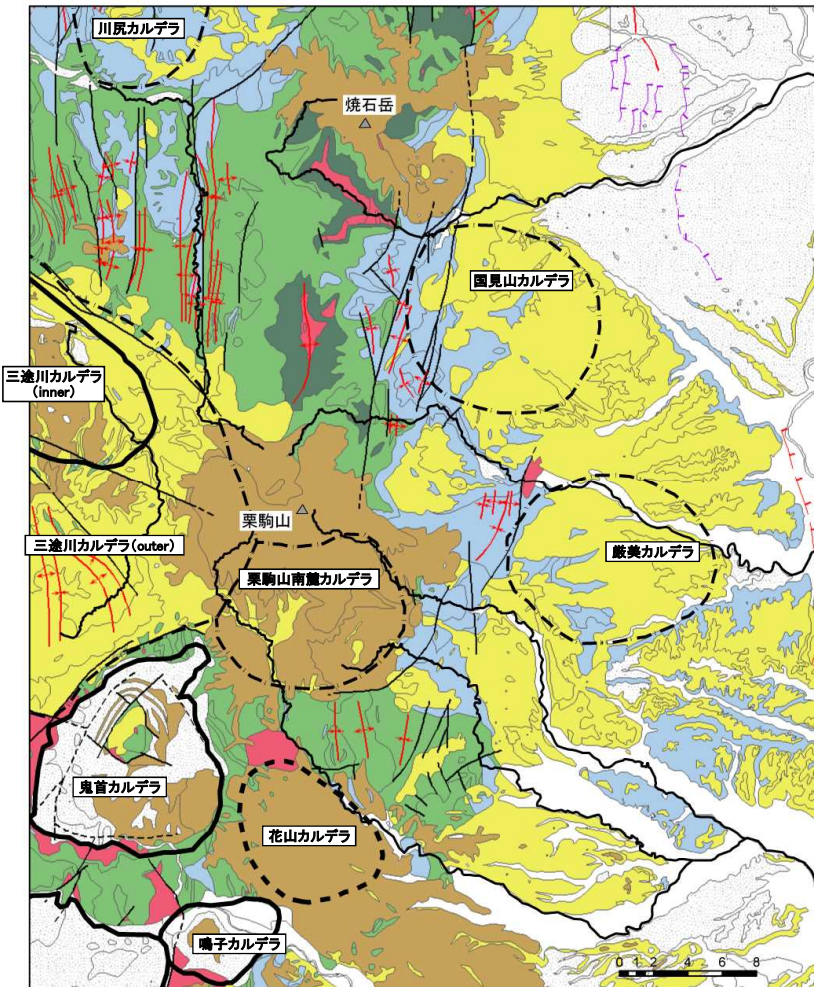 川尻カルデラ
焼石岳
国見山カルデラ
三途川カルデラ
(inner)
栗駒山
三途川カルデラ(outer)
厳美カルデラ
栗駒山南麓カルデラ
鬼首カルデラ
花山カルデラ
鳴子カルデラ
0 1 2 4 6 8